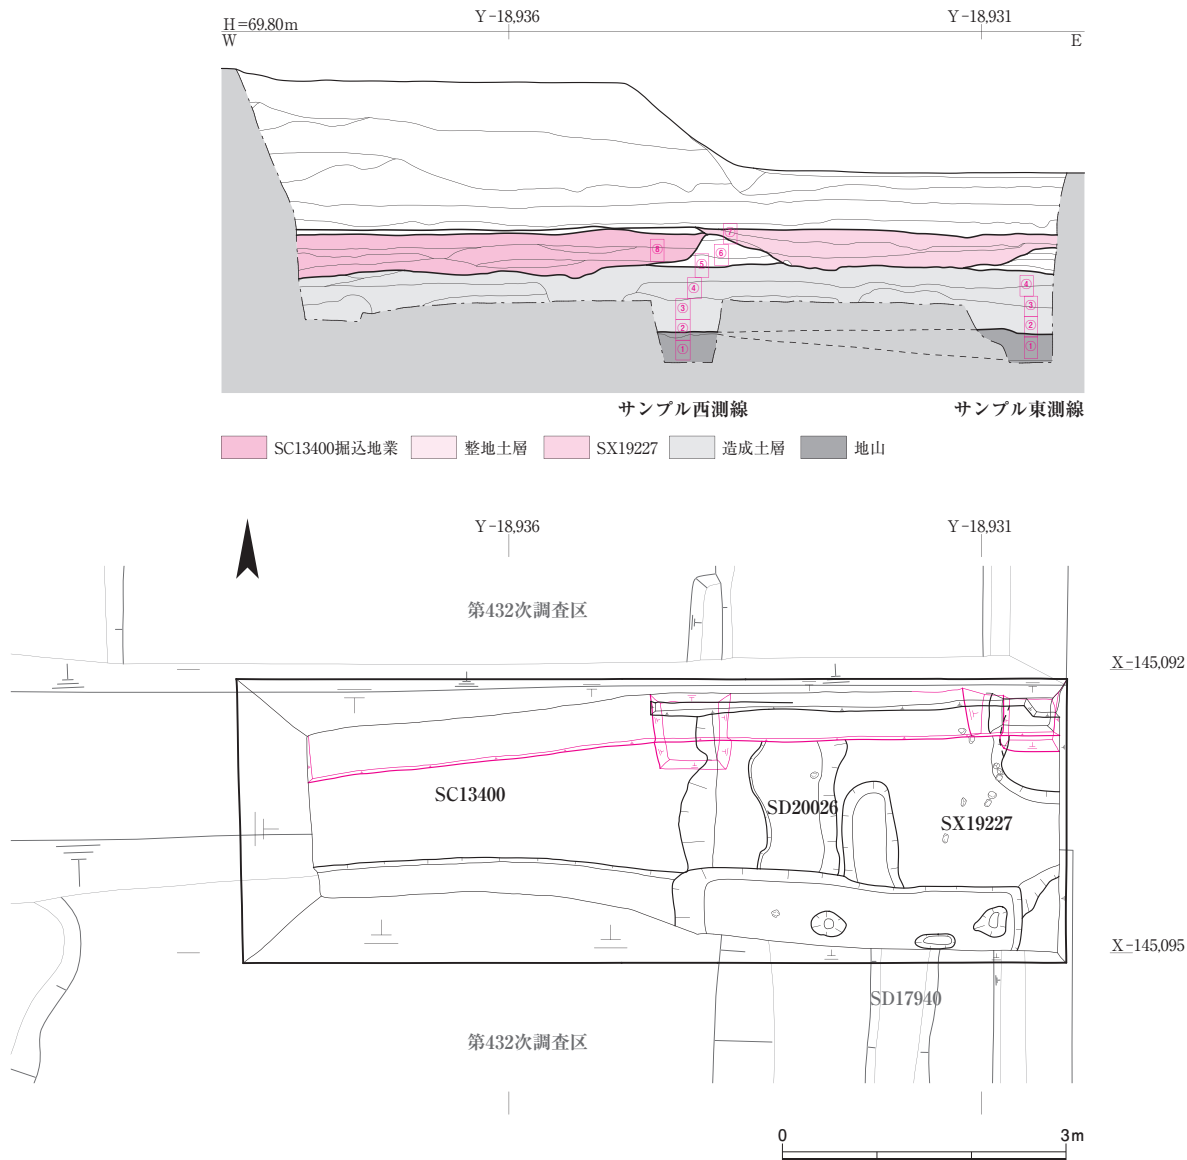 Y-18,936
Y-18,931
H=69.80m
W
E
⑦
⑧
⑥
⑤
④
④
③
③
②
②
①
①
サンプル西測線
サンプル東測線
SC13400掘込地業
整地土層
SX19227
造成土層
地山
Y-18,936
Y-18,931
第432次調査区
X-145,092
SC13400
SD20026
SX19227
X-145,095
SD17940
第432次調査区
0
3m